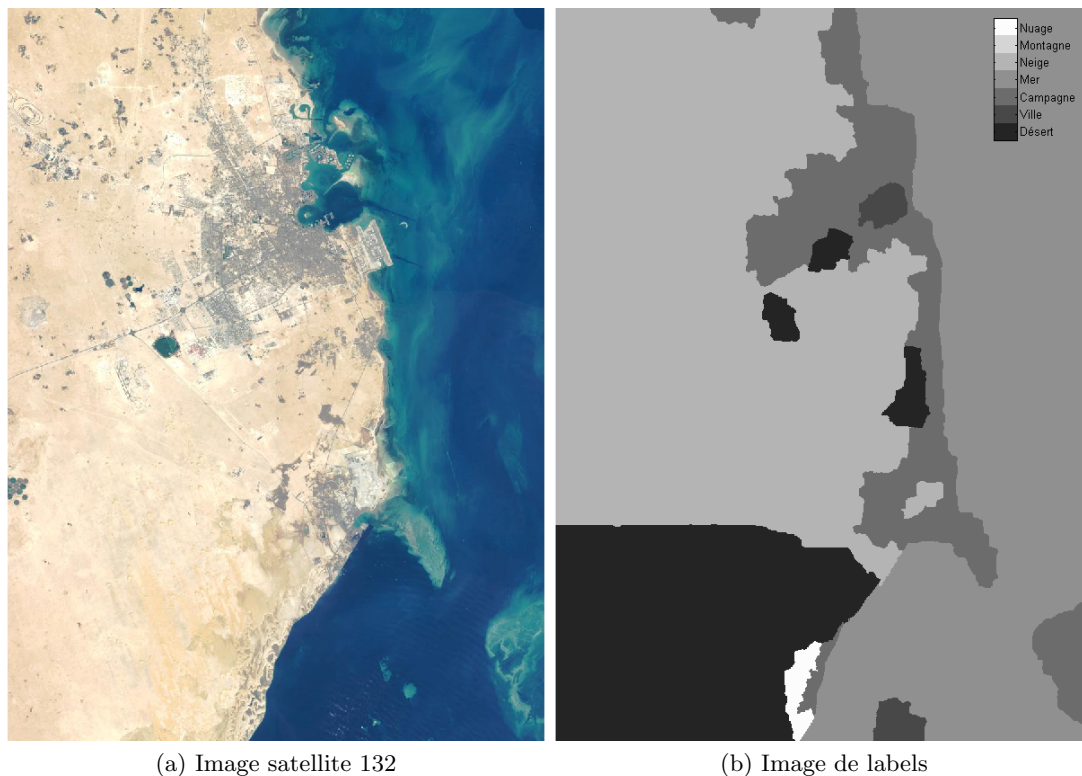 Nuage
Montagne
Neige
Mer
Campagne
Ville
Désert
(a) Image satellite 132
(b) Image de labels